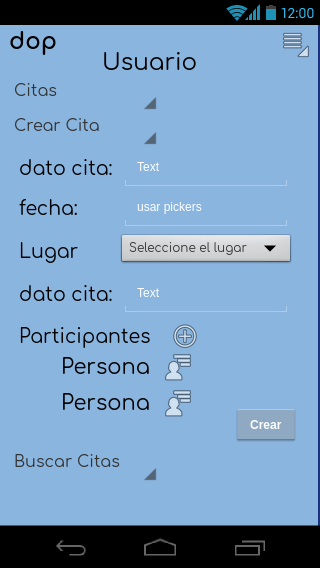 12:00
dop
Usuario
Citas
Crear Cita
dato cita: Text
fecha: usar pickers
Lugar Seleccione el lugar
dato cita: Text
Participantes
Persona
Persona
Crear
Buscar Citas